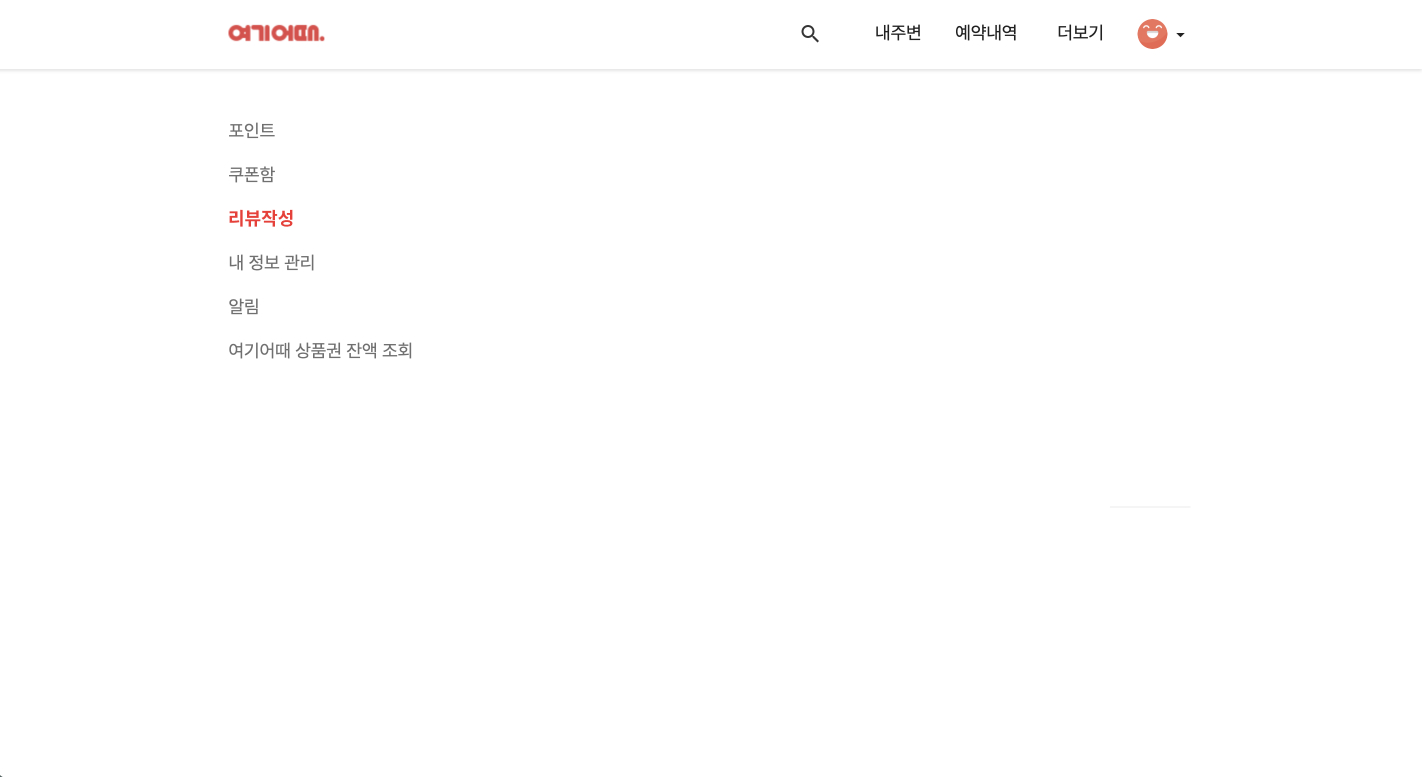 여기어때.
내주변 예약내역 더보기
포인트
쿠폰함
리뷰작성
내 정보 관리
알림
여기어때 상품권 잔액 조회